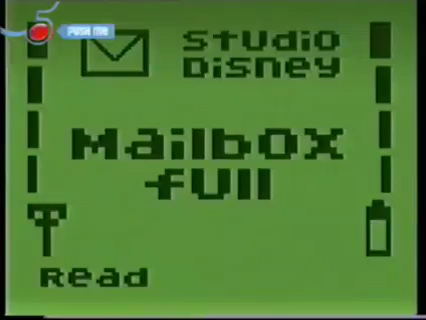 PUSH ME
Studio
Disney
Mailbox
full
Read